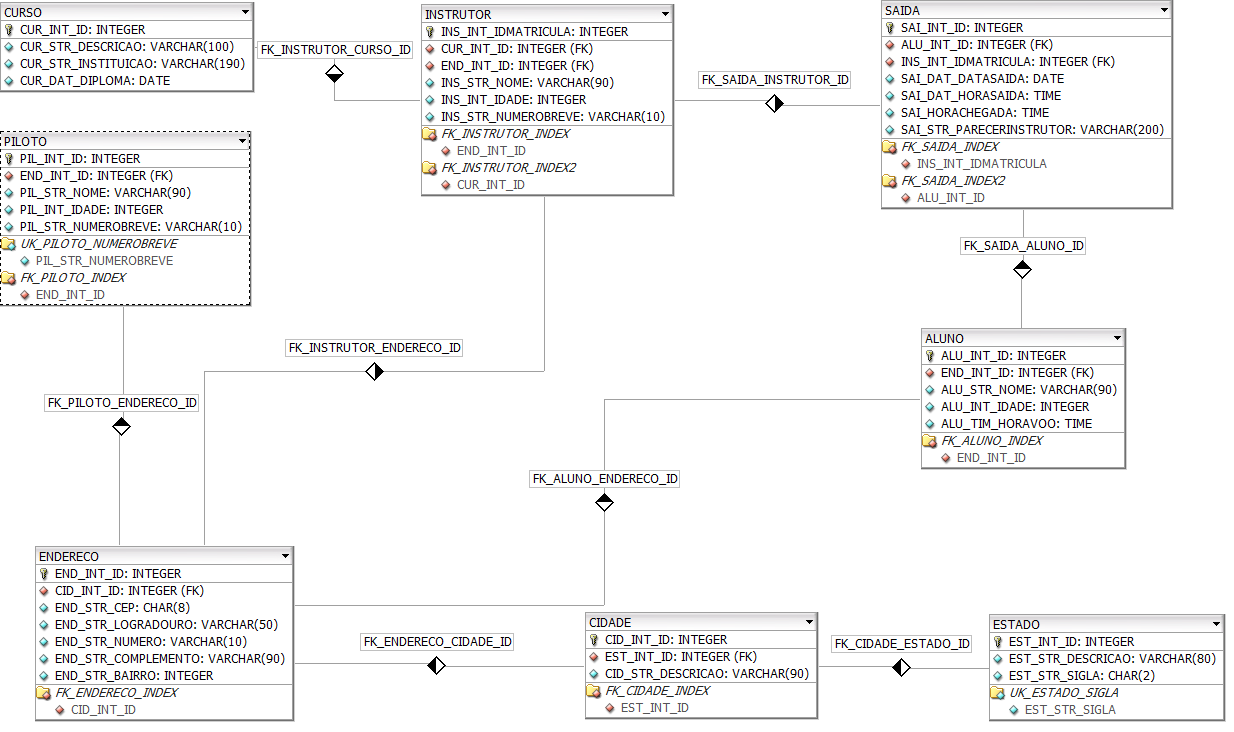 CURSO
CUR_INT_ID: INTEGER
CUR_STR_DESCRICAO: VARCHAR(100)
CUR_STR_INSTITUICAO: VARCHAR(190)
CUR_DAT_DIPLOMA: DATE
FK_INSTRUTOR_CURSO_ID
INSTRUTOR
INS_INT_IDMATRICULA: INTEGER
CUR_INT_ID: INTEGER (FK)
END_INT_ID: INTEGER (FK)
INS_STR_NOME: VARCHAR(90)
INS_INT_IDADE: INTEGER
INS_STR_NUMEROBREVE: VARCHAR(10)
FK_INSTRUTOR_INDEX
END_INT_ID
FK_INSTRUTOR_INDEX2
CUR_INT_ID
FK_SAIDA_INSTRUTOR_ID
SAIDA
SAI_INT_ID: INTEGER
ALU_INT_ID: INTEGER (FK)
INS_INT_IDMATRICULA: INTEGER (FK)
SAI_DAT_DATASAIDA: DATE
SAI_DAT_HORASAIDA: TIME
SAI_HORACHEGADA: TIME
SAI_STR_PARECERINSTRUTOR: VARCHAR(200)
FK_SAIDA_INDEX
INS_INT_IDMATRICULA
FK_SAIDA_INDEX2
ALU_INT_ID
PILOTO
PIL_INT_ID: INTEGER
END_INT_ID: INTEGER (FK)
PIL_STR_NOME: VARCHAR(90)
PIL_INT_IDADE: INTEGER
PIL_STR_NUMEROBREVE: VARCHAR(10)
UK_PILOTO_NUMEROBREVE
PIL_STR_NUMEROBREVE
FK_PILOTO_INDEX
END_INT_ID
FK_SAIDA_ALUNO_ID
FK_INSTRUTOR_ENDERECO_ID
FK_PILOTO_ENDERECO_ID
ALUNO
ALU_INT_ID: INTEGER
END_INT_ID: INTEGER (FK)
ALU_STR_NOME: VARCHAR(90)
ALU_INT_IDADE: INTEGER
ALU_TIM_HORAVOO: TIME
FK_ALUNO_INDEX
END_INT_ID
FK_ALUNO_ENDERECO_ID
ENDERECO
END_INT_ID: INTEGER
CID_INT_ID: INTEGER (FK)
END_STR_CEP: CHAR(8)
END_STR_LOGRADOURO: VARCHAR(50)
END_STR_NUMERO: VARCHAR(10)
END_STR_COMPLEMENTO: VARCHAR(90)
END_STR_BAIRRO: INTEGER
FK_ENDERECO_INDEX
CID_INT_ID
FK_ENDERECO_CIDADE_ID
CIDADE
CID_INT_ID: INTEGER
EST_INT_ID: INTEGER (FK)
CID_STR_DESCRICAO: VARCHAR(90)
FK_CIDADE_INDEX
EST_INT_ID
FK_CIDADE_ESTADO_ID
ESTADO
EST_INT_ID: INTEGER
EST_STR_DESCRICAO: VARCHAR(80)
EST_STR_SIGLA: CHAR(2)
UK_ESTADO_SIGLA
EST_STR_SIGLA